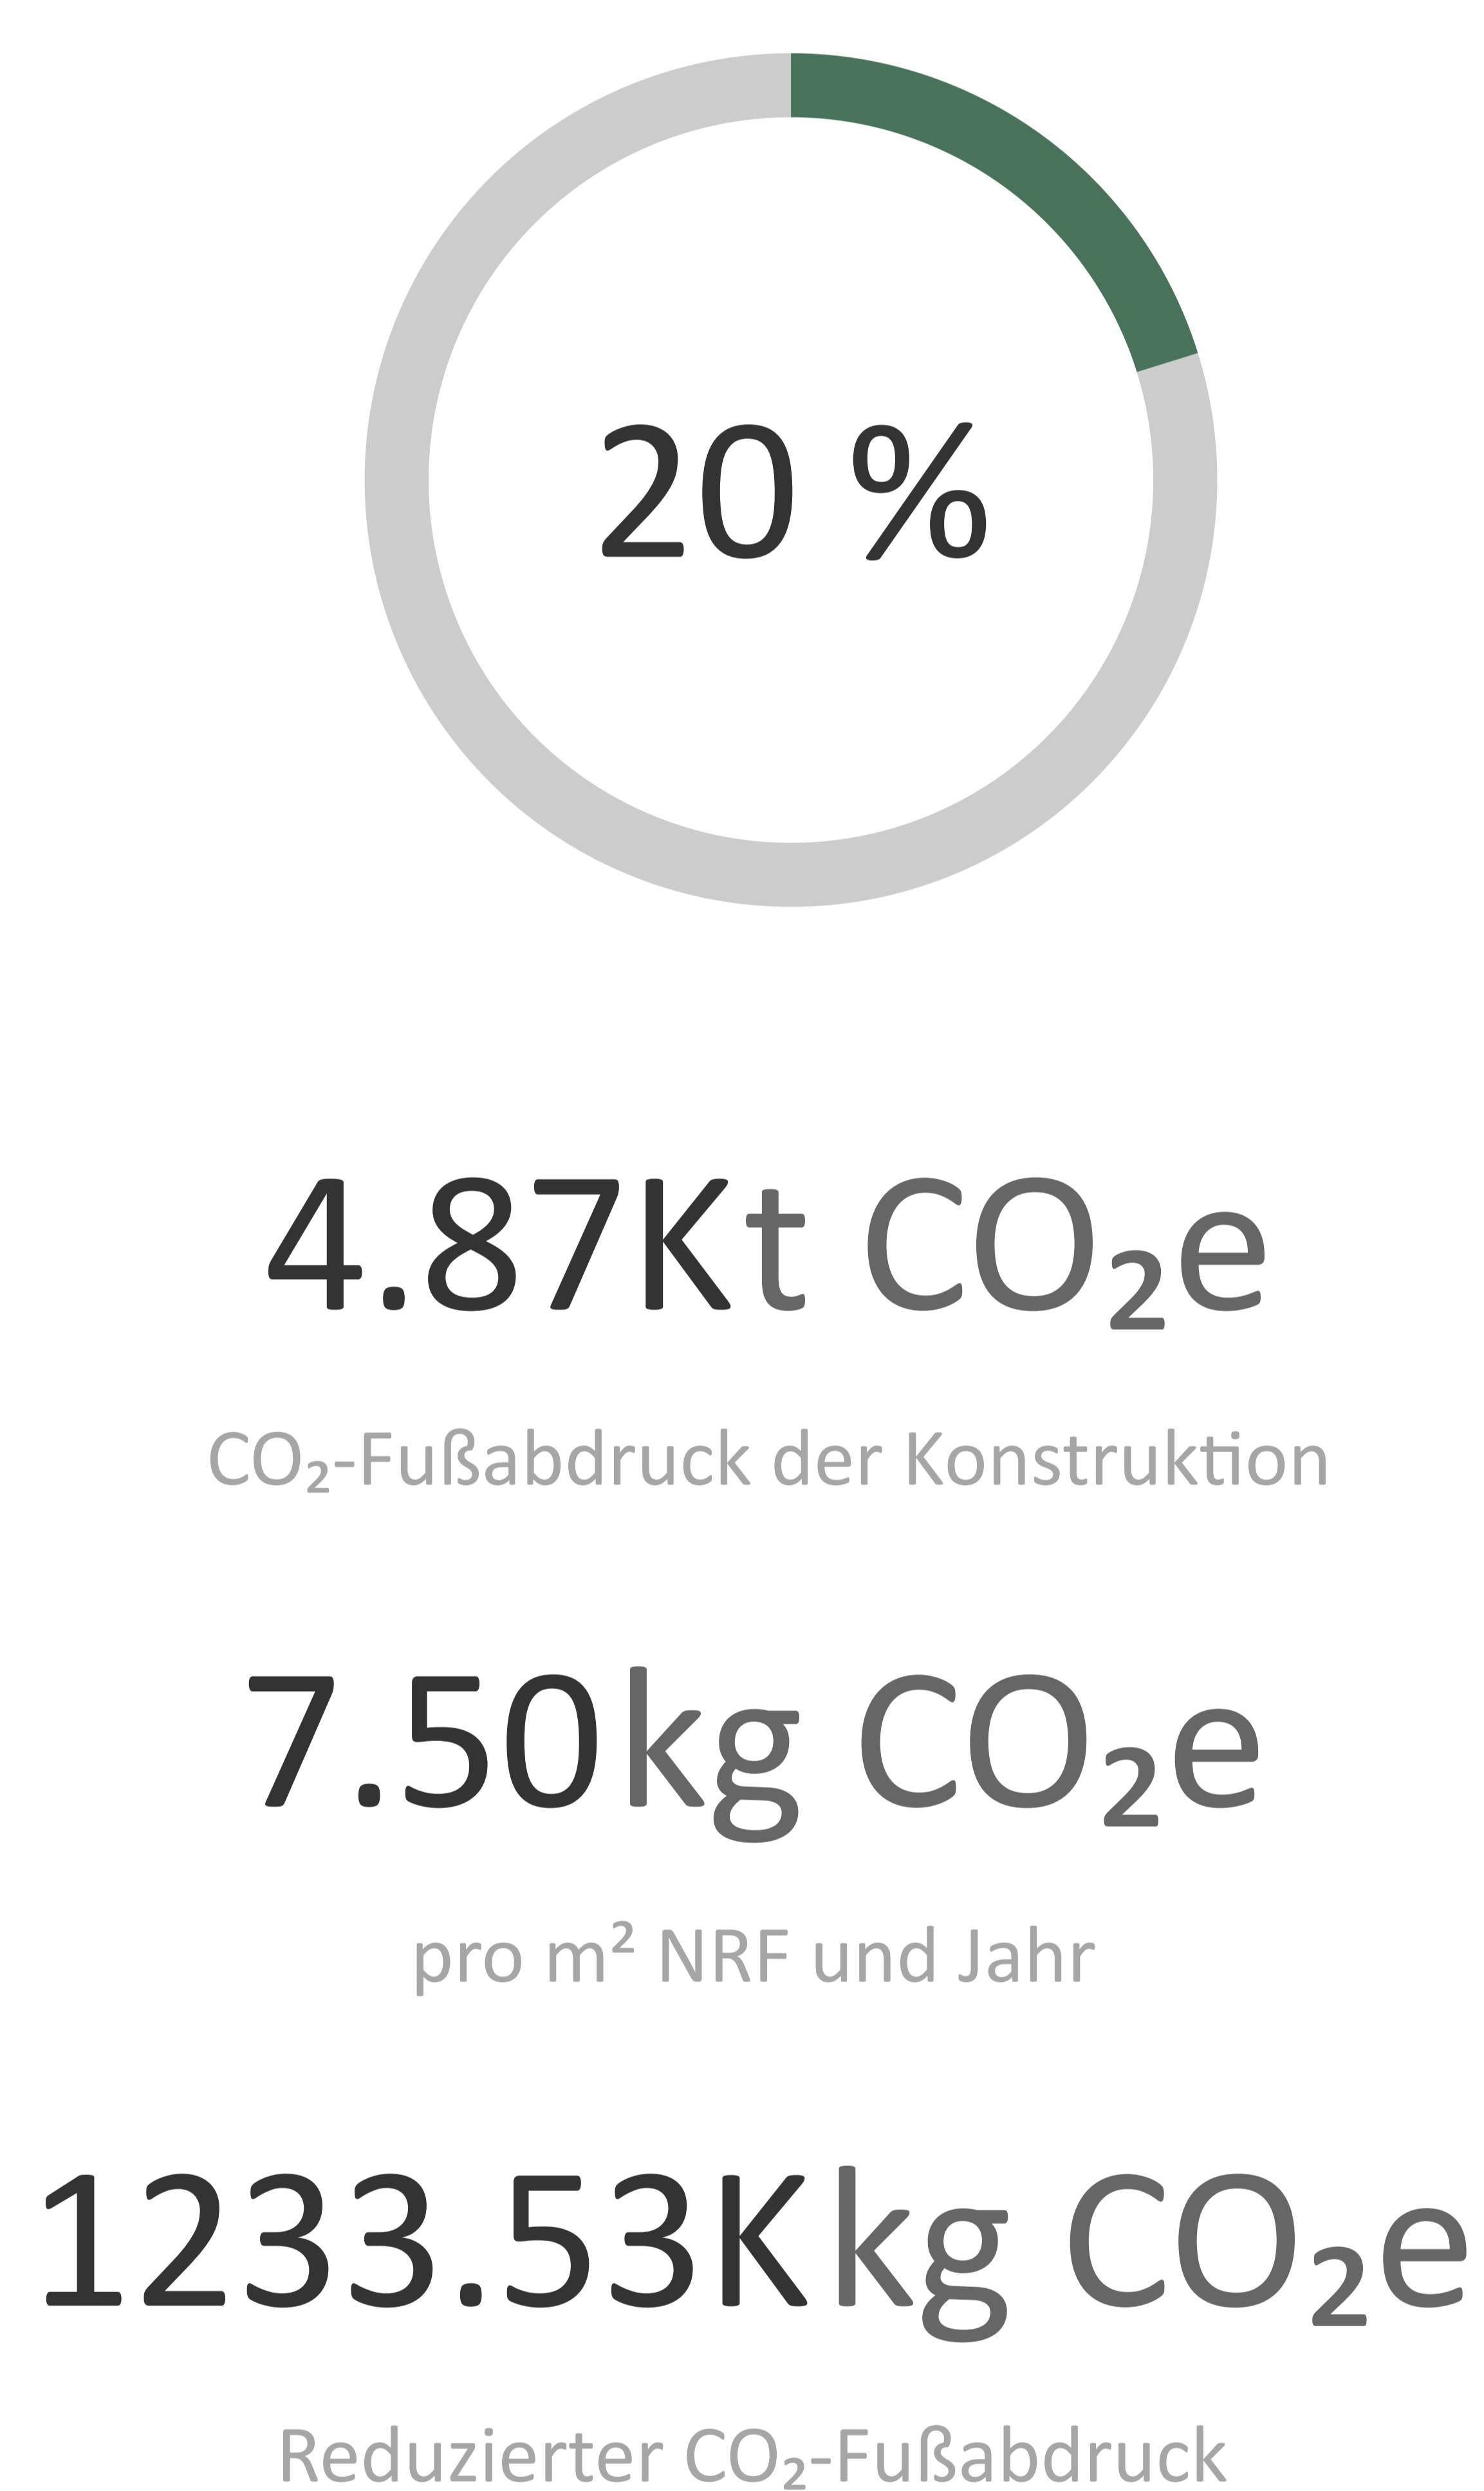 20 %
4.87Kt CO₂e
CO₂-Fußabdruck der Konstruktion
7.50kg CO₂e
pro m² NRF und Jahr
1233.53Kkg CO₂e
Reduzierter CO₂-Fußabdruck